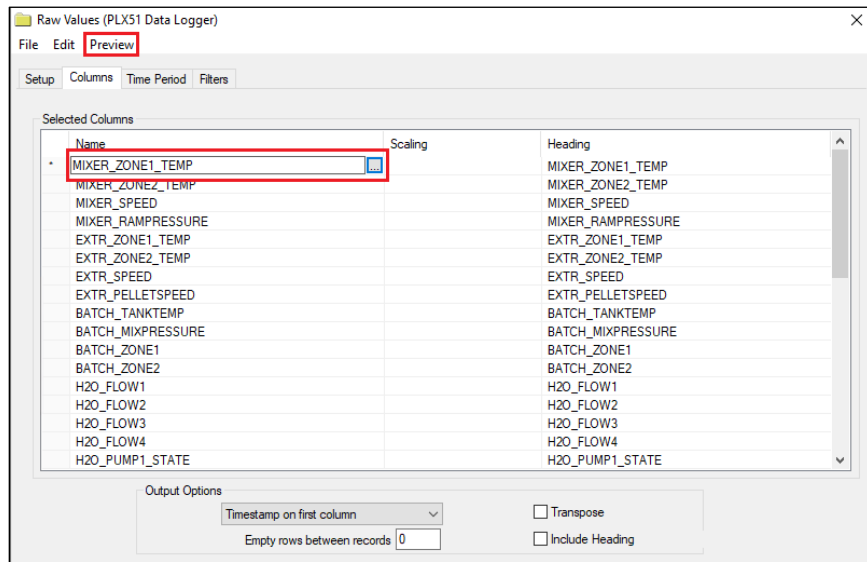 Raw Values (PLX51 Data Logger)
File Edit Preview
Setup Columns Time Period Filters
Selected Columns
Name Scaling Heading
* MIXER_ZONE1_TEMP ... MIXER_ZONE1_TEMP
MIXER_ZONE2_TEMP MIXER_ZONE2_TEMP
MIXER_SPEED MIXER_SPEED
MIXER_RAMPRESSURE MIXER_RAMPRESSURE
EXTR_ZONE1_TEMP EXTR_ZONE1_TEMP
EXTR_ZONE2_TEMP EXTR_ZONE2_TEMP
EXTR_SPEED EXTR_SPEED
EXTR_PELLETSPEED EXTR_PELLETSPEED
BATCH_TANKTEMP BATCH_TANKTEMP
BATCH_MIXPRESSURE BATCH_MIXPRESSURE
BATCH_ZONE1 BATCH_ZONE1
BATCH_ZONE2 BATCH_ZONE2
H2O_FLOW1 H2O_FLOW1
H2O_FLOW2 H2O_FLOW2
H2O_FLOW3 H2O_FLOW3
H2O_FLOW4 H2O_FLOW4
H2O_PUMP1_STATE H2O_PUMP1_STATE
Output Options
Timestamp on first column Transpose
Empty rows between records 0 Include Heading